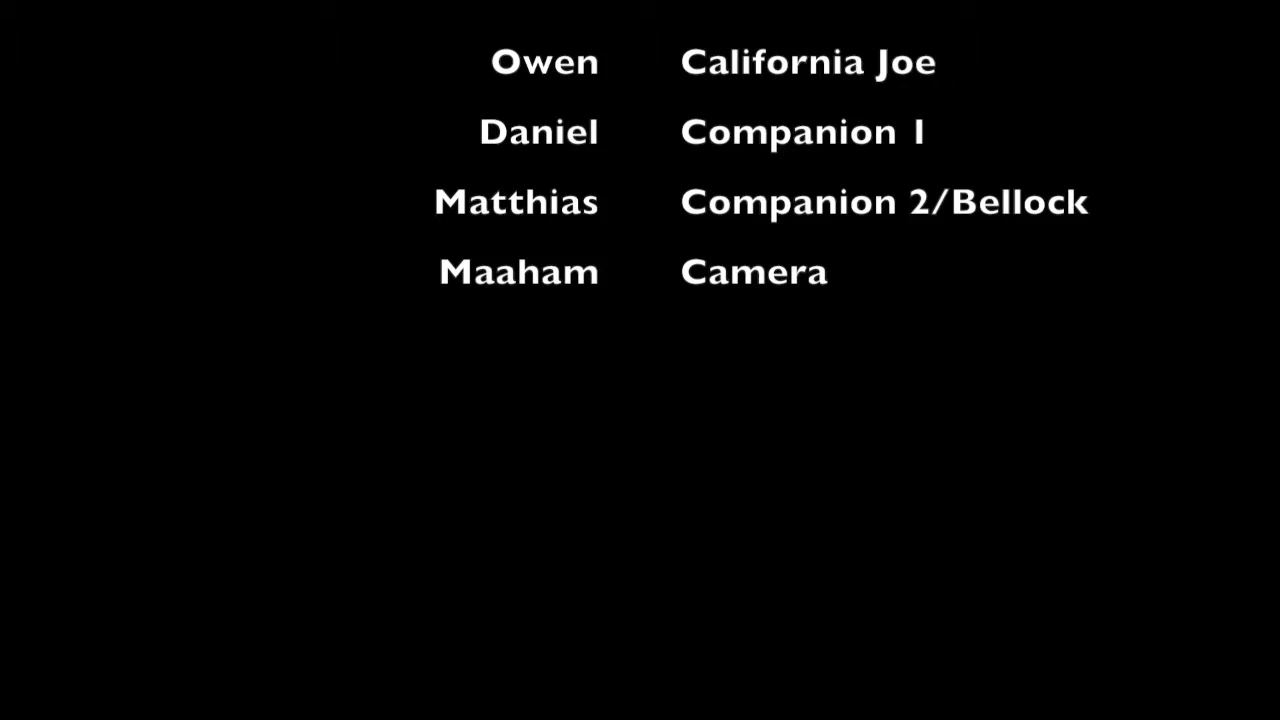 Owen California Joe
Daniel Companion 1
Matthias Companion 2/Bellock
Maaham Camera